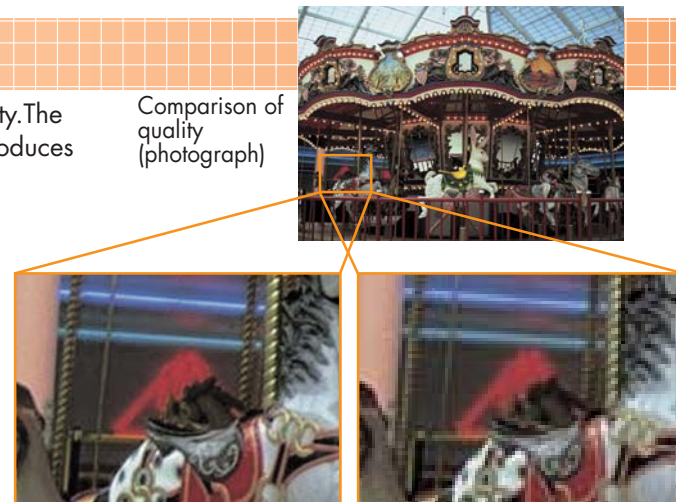 ty.The
oduces
Comparison of
quality
(photograph)